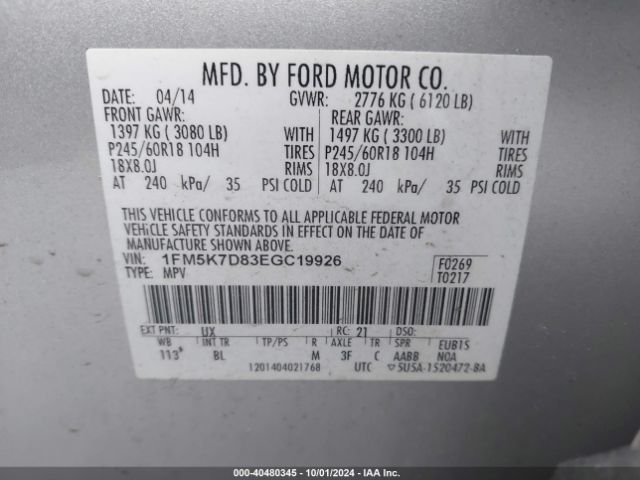 MFD. BY FORD MOTOR CO.
DATE: 04/14 GVWR: 2776 KG ( 6120 LB)
FRONT GAWR: REAR GAWR:
1397 KG ( 3080 LB) WITH 1497 KG ( 3300 LB) WITH
P245/60R18 104H TIRES P245/60R18 104H TIRES
18X8.0J RIMS 18X8.0J RIMS
AT 240 kPa/ 35 PSI COLD AT 240 kPa/ 35 PSI COLD
THIS VEHICLE CONFORMS TO ALL APPLICABLE FEDERAL MOTOR
VEHICLE SAFETY STANDARDS IN EFFECT ON THE DATE OF
MANUFACTURE SHOWN ABOVE.
VIN: 1FM5K7D83EGC19926 F0269
TYPE: MPV T0217
EXT PNT: UX RC: 21 DSO:
WB INT TR TP/PS R AXLE TR SPR EUB1S
113 BL M 3F C AABB NOA
1201404021768 UTC 5U5A-1520472-BA
000-40480345 - 10/01/2024 - IAA Inc.